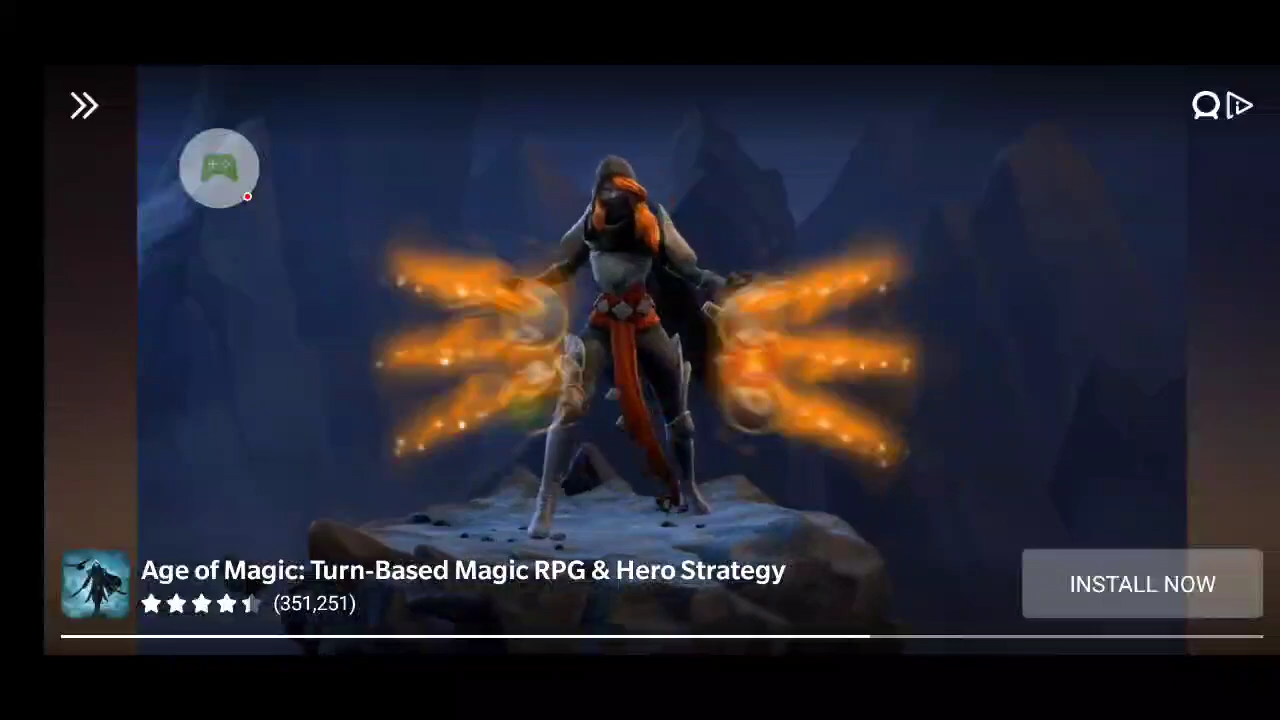 Age of Magic: Turn-Based Magic RPG & Hero Strategy
(351,251)
INSTALL NOW